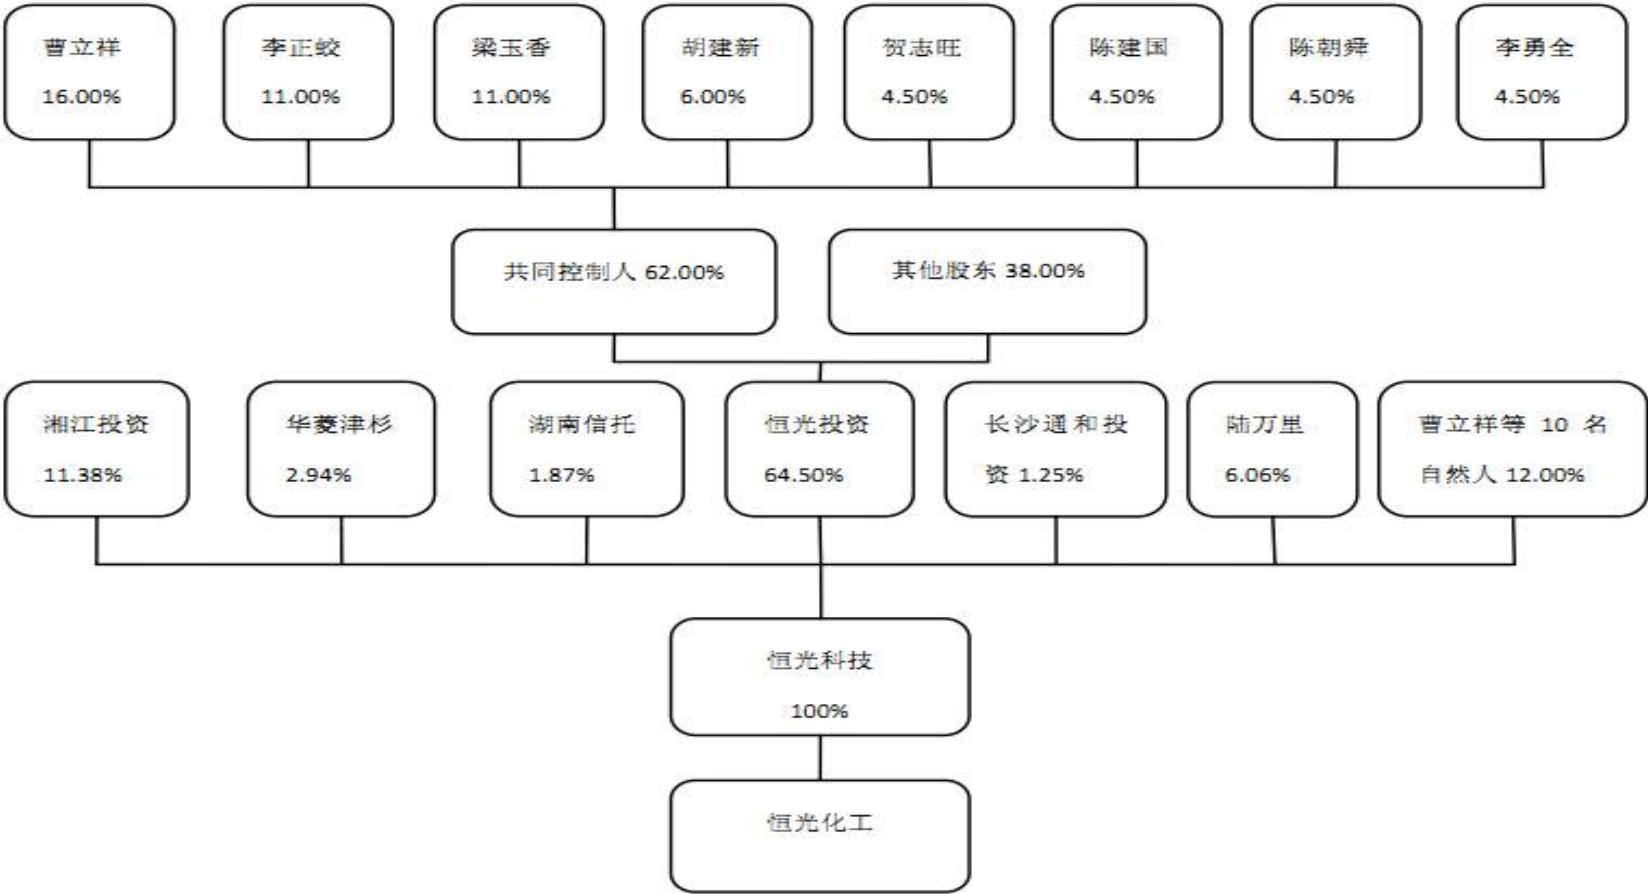 曹立祥
16.00%
李正蛟
11.00%
梁玉香
11.00%
胡建新
6.00%
贺志旺
4.50%
陈建国
4.50%
陈朝舜
4.50%
李勇全
4.50%
共同控制人 62.00%
其他股东 38.00%
湘江投资
11.38%
华菱津杉
2.94%
湖南信托
1.87%
恒光投资
64.50%
长沙通和投
资 1.25%
陆万里
6.06%
曹立祥等 10 名
自然人 12.00%
恒光科技
100%
恒光化工